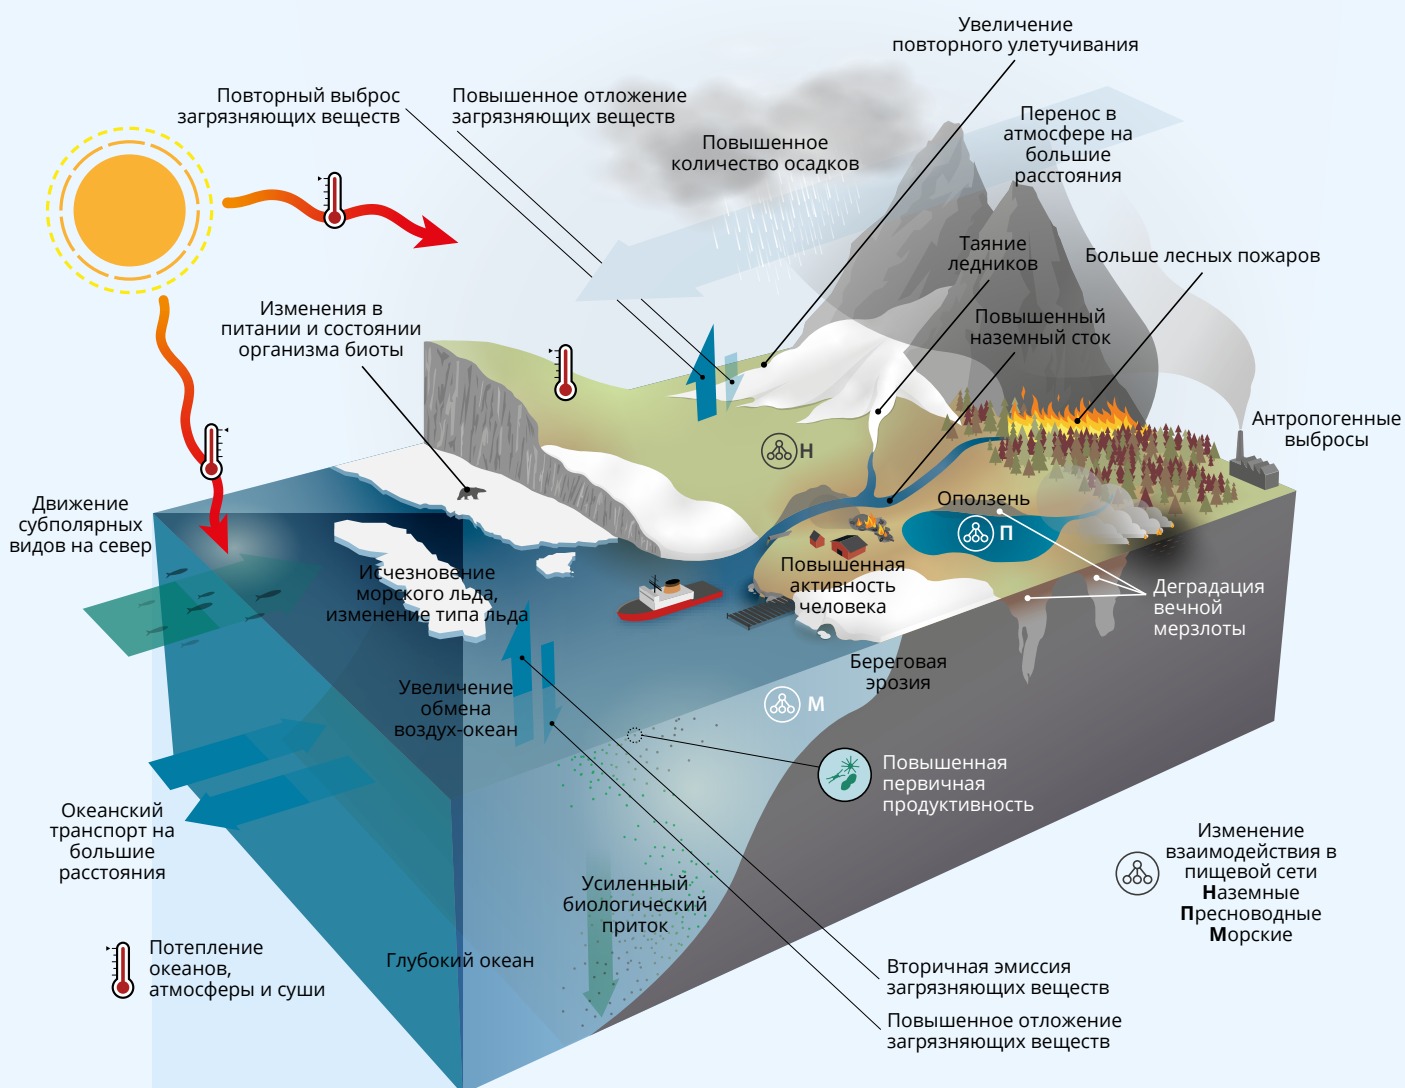 Увеличение
повторного улетучивания
Повторный выброс
загрязняющих веществ
Повышенное отложение
загрязняющих веществ
Повышенное
количество осадков
Перенос в
атмосфере на
большие
расстояния
Таяние
ледников
Больше лесных пожаров
Изменения в
питании и состоянии
организма биоты
Повышенный
наземный сток
Антропогенные
выбросы
Н
Движение
субполярных
видов на север
Оползень
П
Исчезновение
морского льда,
изменение типа льда
Повышенная
активность
человека
Деградация
вечной
мерзлоты
Береговая
эрозия
Увеличение
обмена
воздух-океан
М
Повышенная
первичная
продуктивность
Океанский
транспорт на
большие
расстояния
Изменение
взаимодействия в
пищевой сети
Наземные
Пресноводные
Морские
Усиленный
биологический
приток
Потепление
океанов,
атмосферы и суши
Глубокий океан
Вторичная эмиссия
загрязняющих веществ
Повышенное отложение
загрязняющих веществ